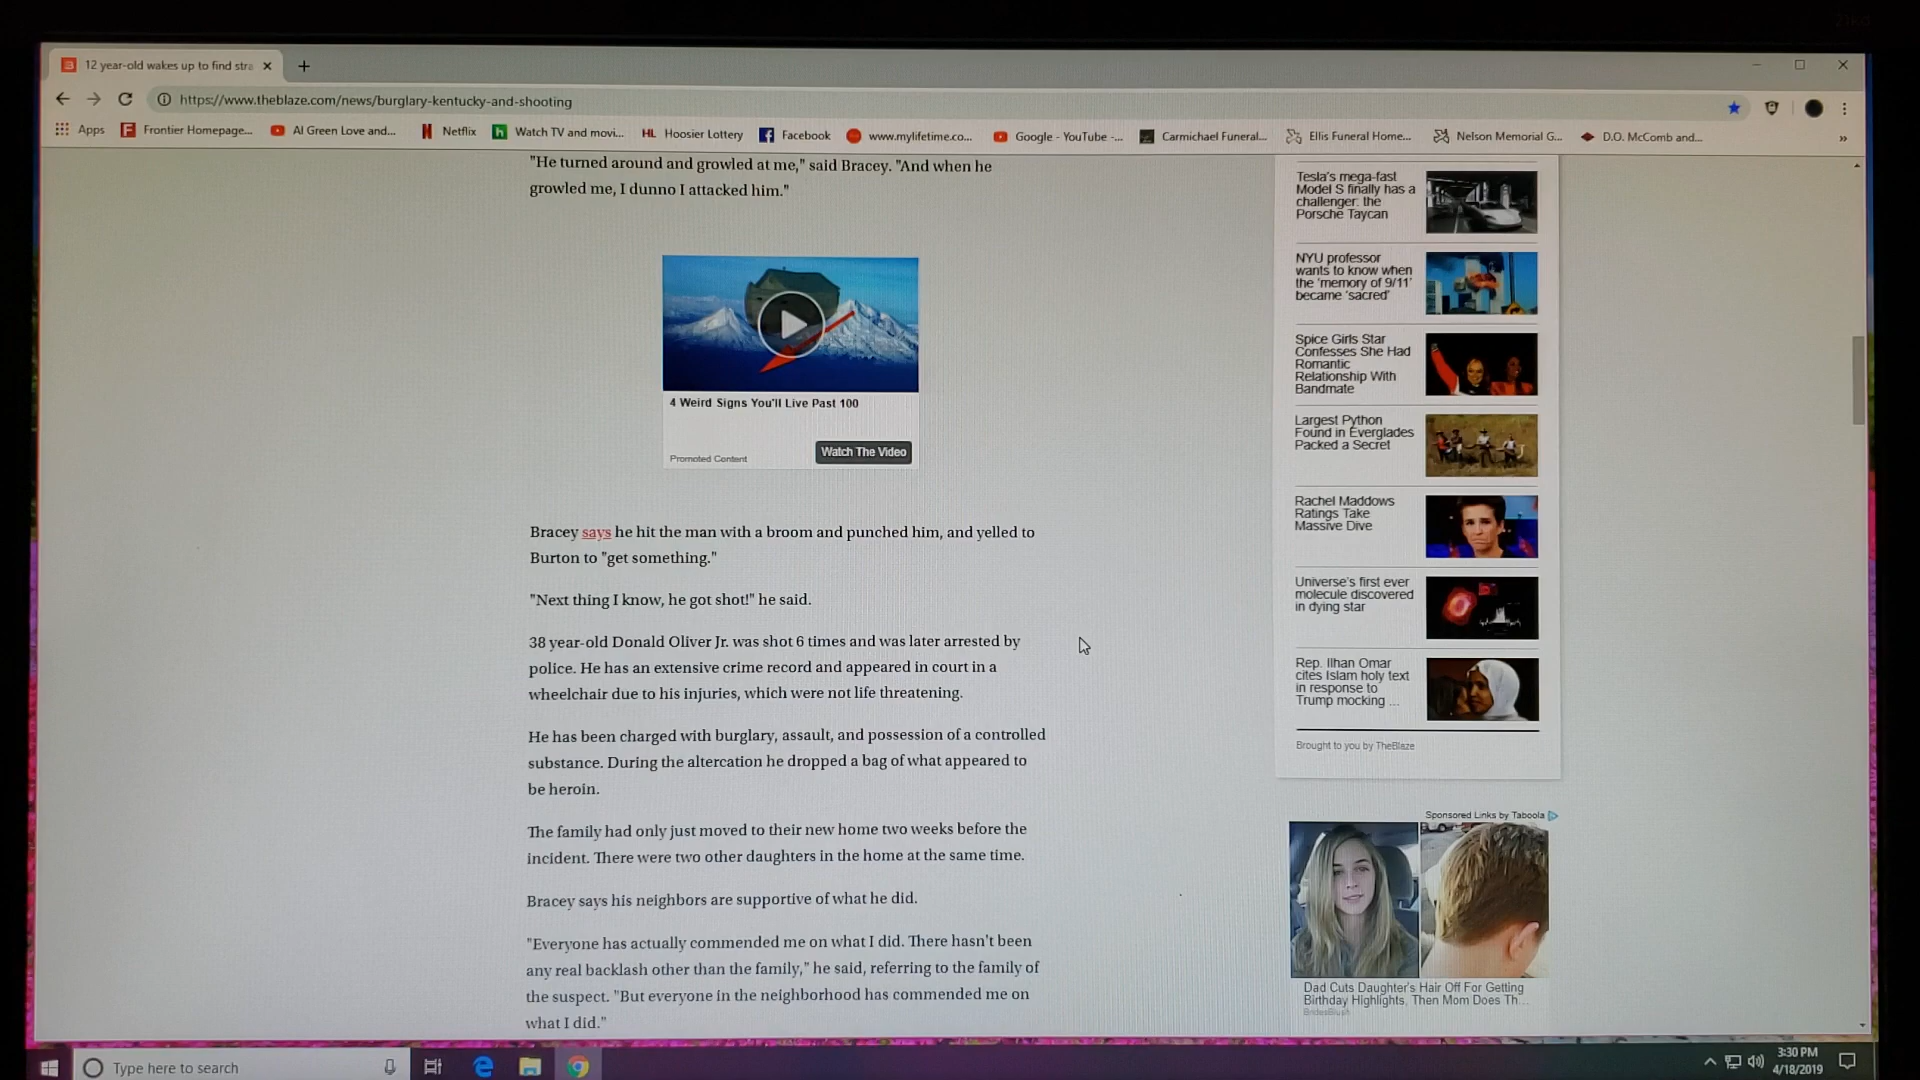 12 year-old wakes up to find stra
https://www.theblaze.com/news/burglary-kentucky-and-shooting
Apps
Frontier Homepage...
Al Green Love and...
Netflix
Watch TV and movi...
HL Hoosier Lottery
Facebook
www.mylifetime.co...
Google - YouTube -...
Carmichael Funeral...
Ellis Funeral Home...
Nelson Memorial G...
D.O. McComb and...
"He turned around and growled at me," said Bracey. "And when he
growled me, I dunno I attacked him."
4 Weird Signs You'll Live Past 100
Promoted Content
Watch The Video
Bracey says he hit the man with a broom and punched him, and yelled to
Burton to "get something."
"Next thing I know, he got shot!" he said.
38 year-old Donald Oliver Jr. was shot 6 times and was later arrested by
police. He has an extensive crime record and appeared in court in a
wheelchair due to his injuries, which were not life threatening.
He has been charged with burglary, assault, and possession of a controlled
substance. During the altercation he dropped a bag of what appeared to
be heroin.
The family had only just moved to their new home two weeks before the
incident. There were two other daughters in the home at the same time.
Bracey says his neighbors are supportive of what he did.
"Everyone has actually commended me on what I did. There hasn't been
any real backlash other than the family," he said, referring to the family of
the suspect. "But everyone in the neighborhood has commended me on
what I did."
Tesla's mega-fast
Model S finally has a
challenger: the
Porsche Taycan
NYU professor
wants to know when
the 'memory of 9/11'
became 'sacred'
Spice Girls Star
Confesses She Had
Romantic
Relationship With
Bandmate
Largest Python
Found in Everglades
Packed a Secret
Rachel Maddows
Ratings Take
Massive Dive
Universe's first ever
molecule discovered
in dying star
Rep. Ilhan Omar
cites Islam holy text
in response to
Trump mocking ...
Brought to you by TheBlaze
Sponsored Links by Taboola
Dad Cuts Daughter's Hair Off For Getting
Birthday Highlights, Then Mom Does Th...
BridesBlush
Type here to search
3:30 PM
4/18/2019